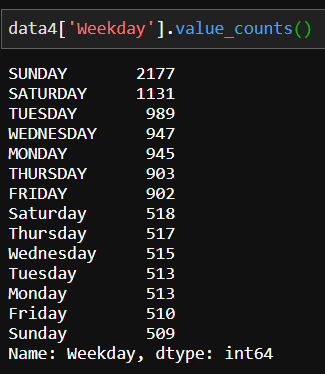 data4['Weekday'].value_counts()
SUNDAY 2177
SATURDAY 1131
TUESDAY 989
WEDNESDAY 947
MONDAY 945
THURSDAY 903
FRIDAY 902
Saturday 518
Thursday 517
Wednesday 515
Tuesday 513
Monday 513
Friday 510
Sunday 509
Name: Weekday, dtype: int64